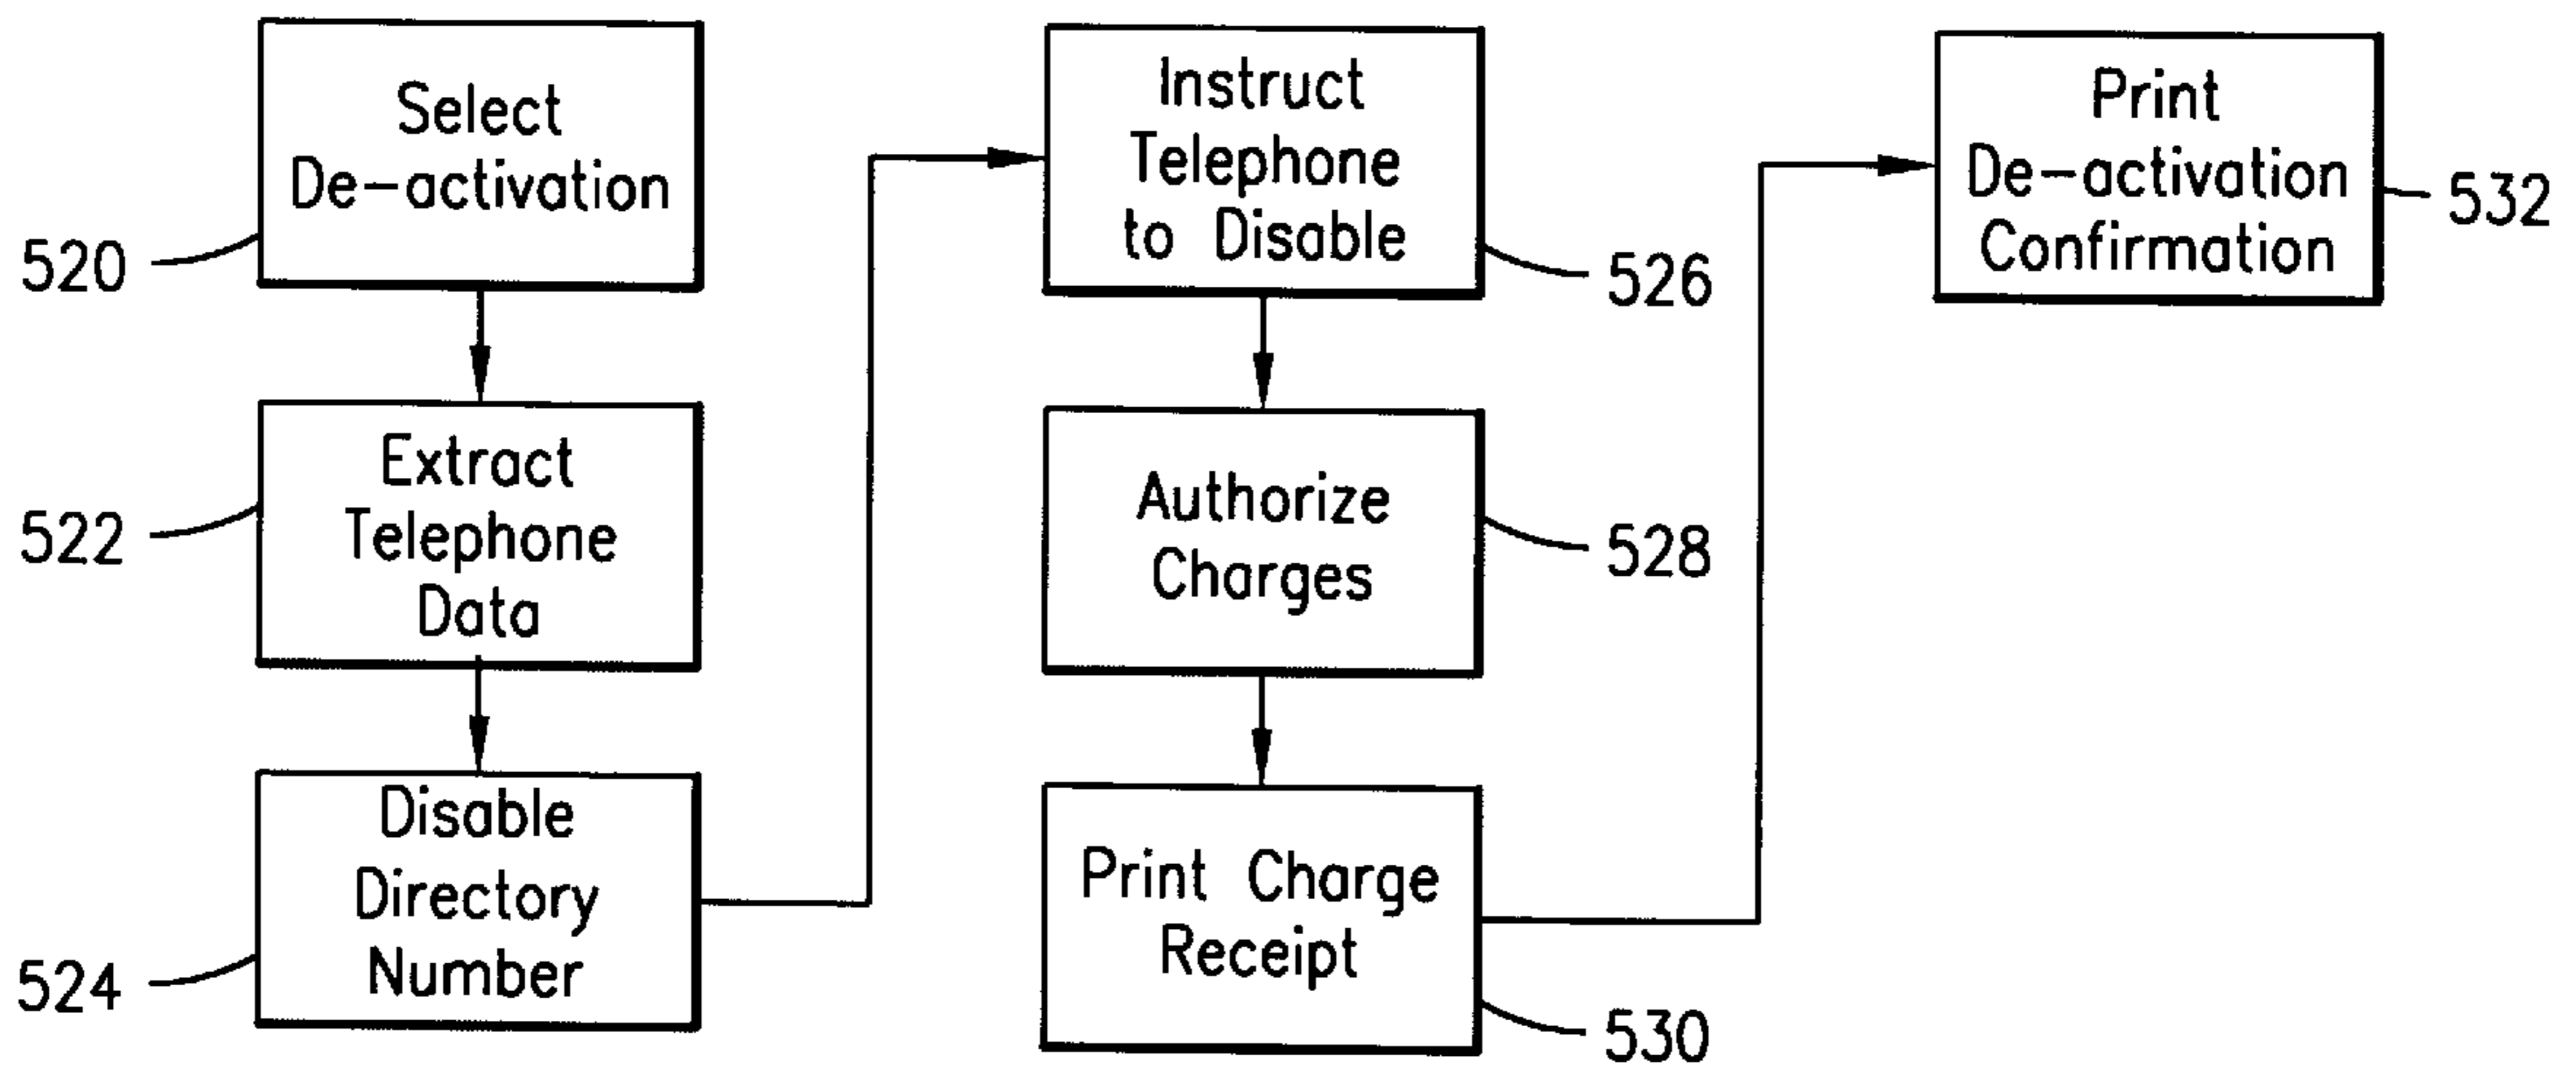 Select
De-activation
520
Extract
Telephone
Data
522
Disable
Directory
Number
524
Instruct
Telephone
to Disable
526
Authorize
Charges
528
Print Charge
Receipt
530
Print
De-activation
Confirmation
532